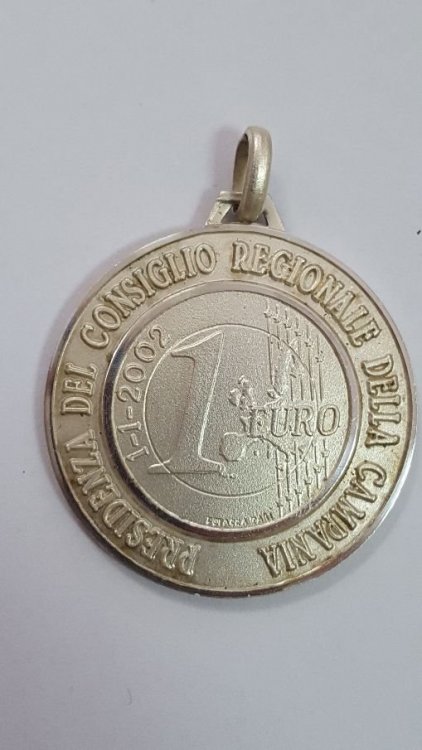 PRESIDENZA DEL CONSIGLIO REGIONALE DELLA CAMPANIA
1-1-2002
1
EURO